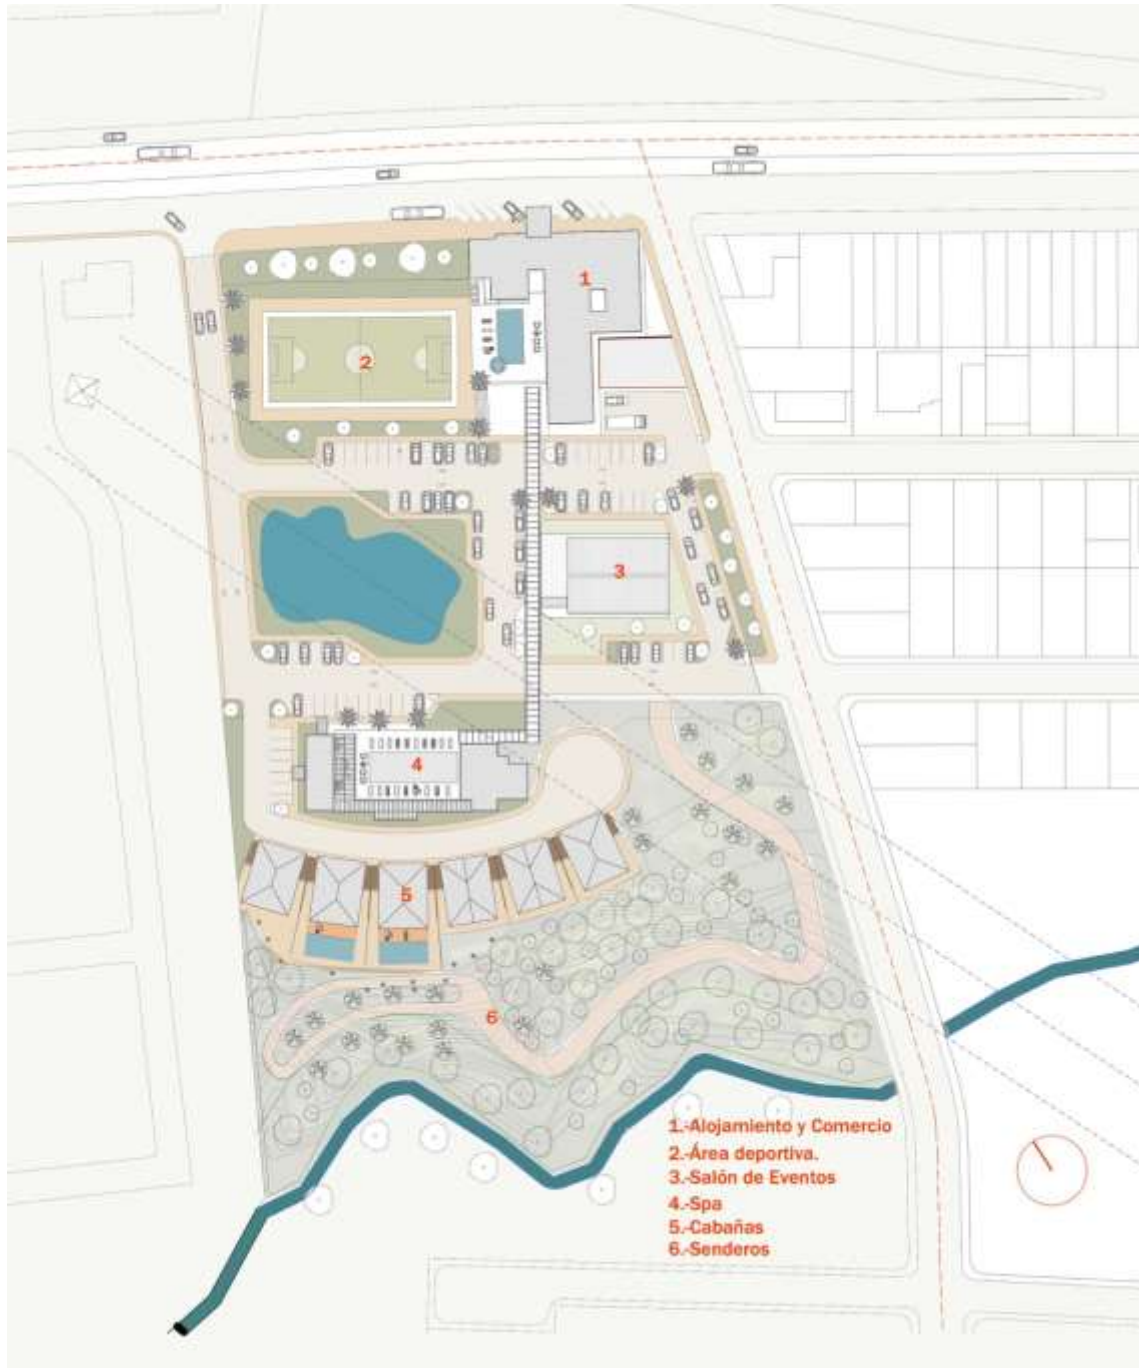 1
2
3
4
5
6
1.-Alojamiento y Comercio
2.-Área deportiva.
3.-Salón de Eventos
4.-Spa
5.-Cabañas
6.-Senderos